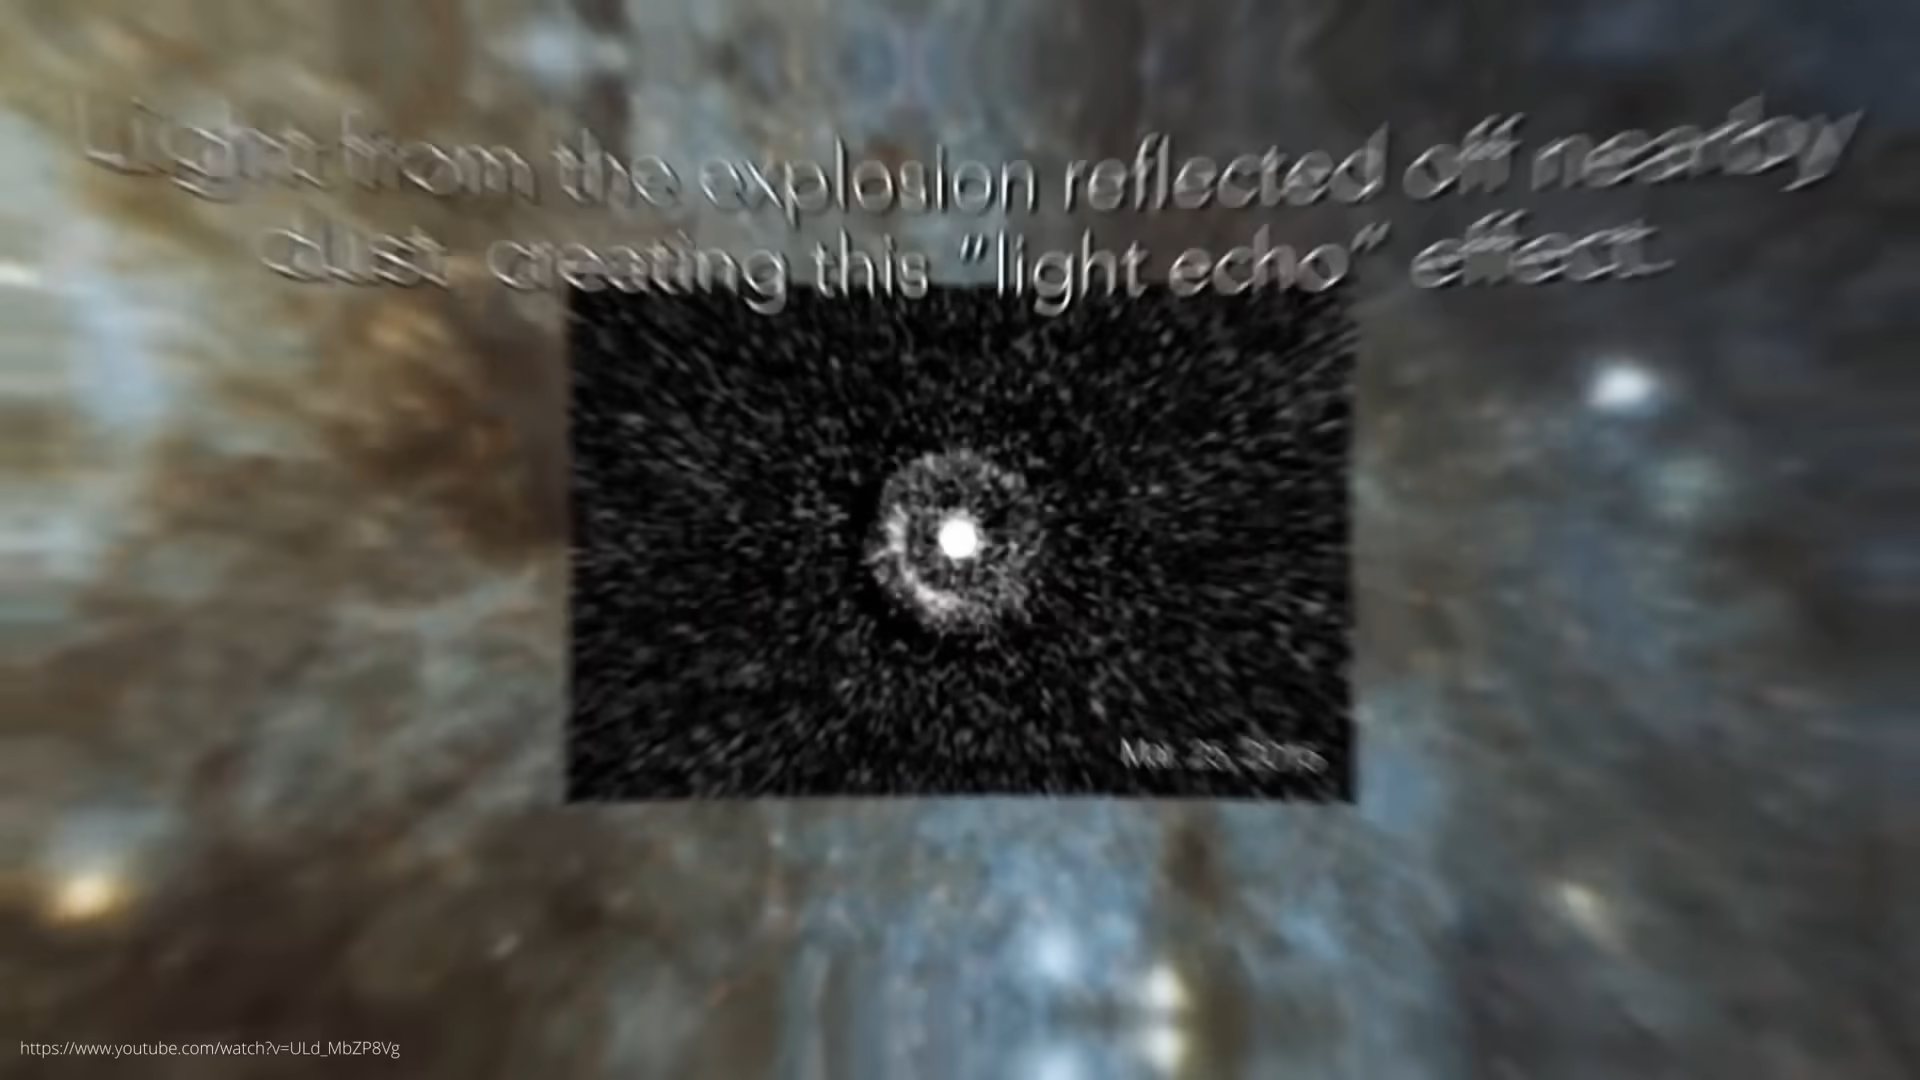 Light from the explosion reflected off nearby
dust, creating this "light echo" effect.
https://www.youtube.com/watch?v=ULd_MbZP8Vg